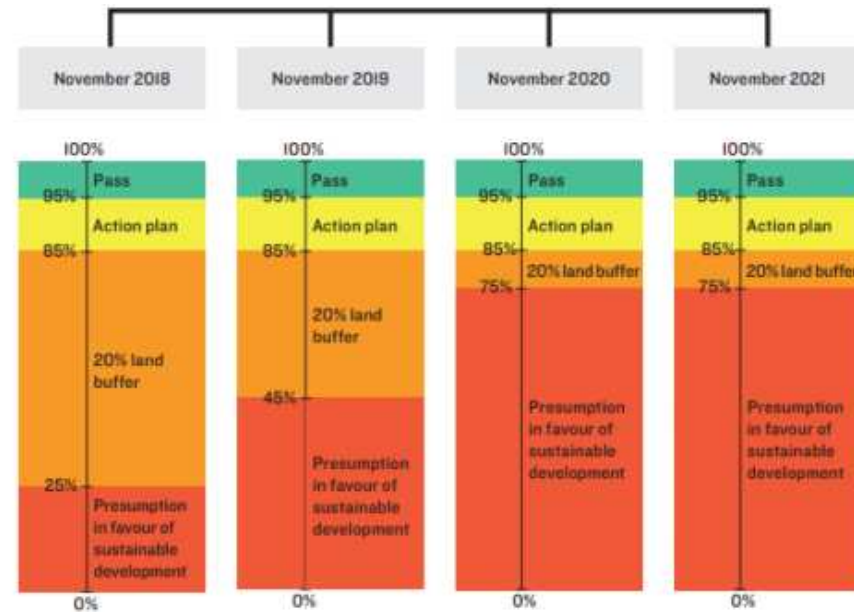 November 2018
November 2019
November 2020
November 2021
100%
Pass
95%
Action plan
85%
20% land
buffer
25%
Presumption
in favour of
sustainable
development
0%
100%
Pass
95%
Action plan
85%
20% land
buffer
45%
Presumption
in favour of
sustainable
development
0%
100%
Pass
95%
Action plan
85%
20% land buffer
75%
Presumption
in favour of
sustainable
development
0%
100%
Pass
95%
Action plan
85%
20% land buffer
75%
Presumption
in favour of
sustainable
development
0%